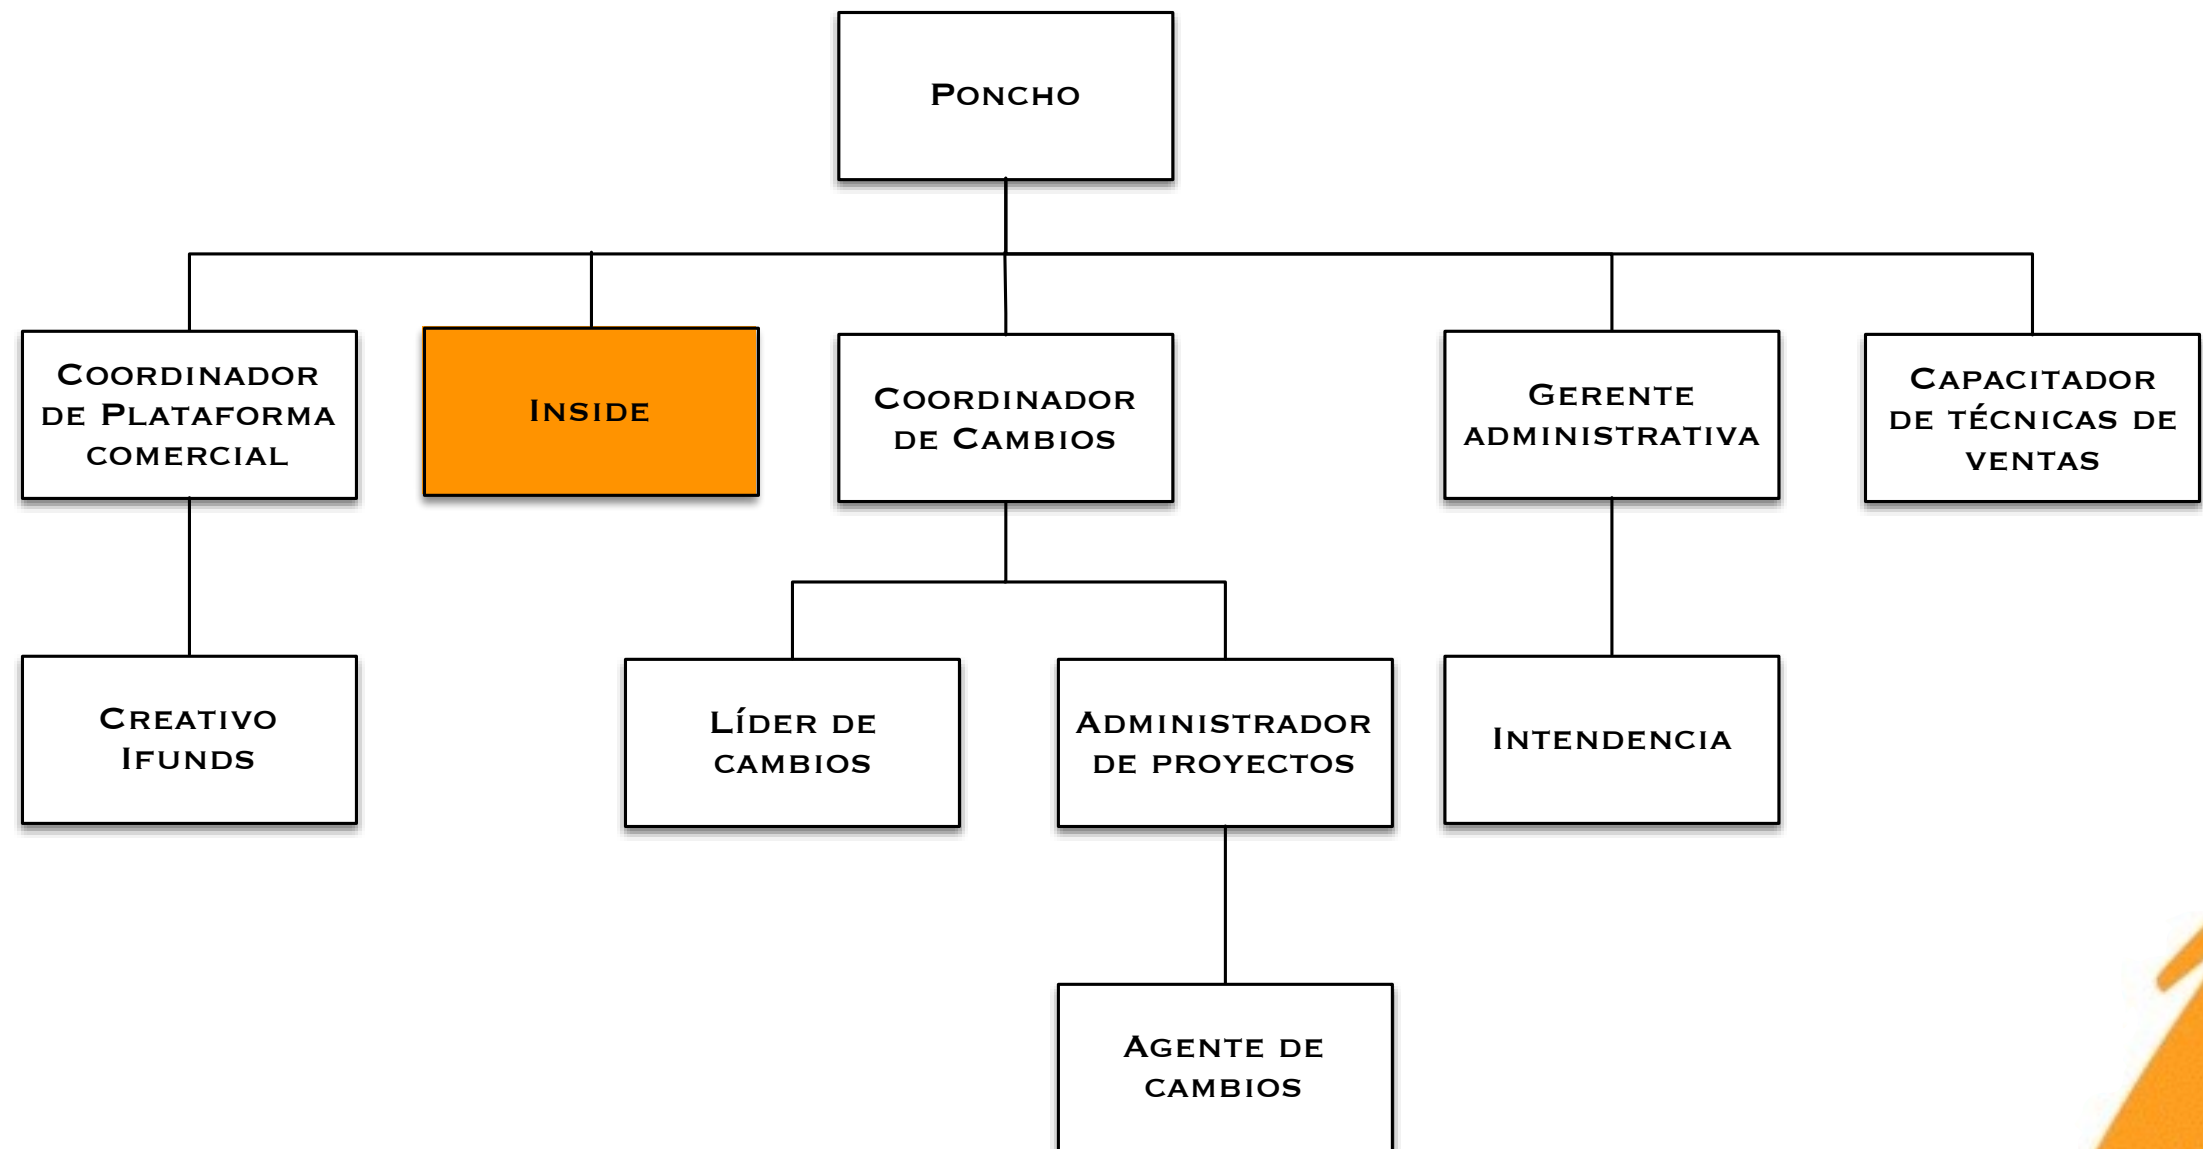 Poncho
Coordinador
de Plataforma
comercial
Inside
Coordinador
de Cambios
Gerente
administrativa
Capacitador
de técnicas de
ventas
Creativo
Ifunds
Líder de
cambios
Administrador
de proyectos
Intendencia
Agente de
cambios